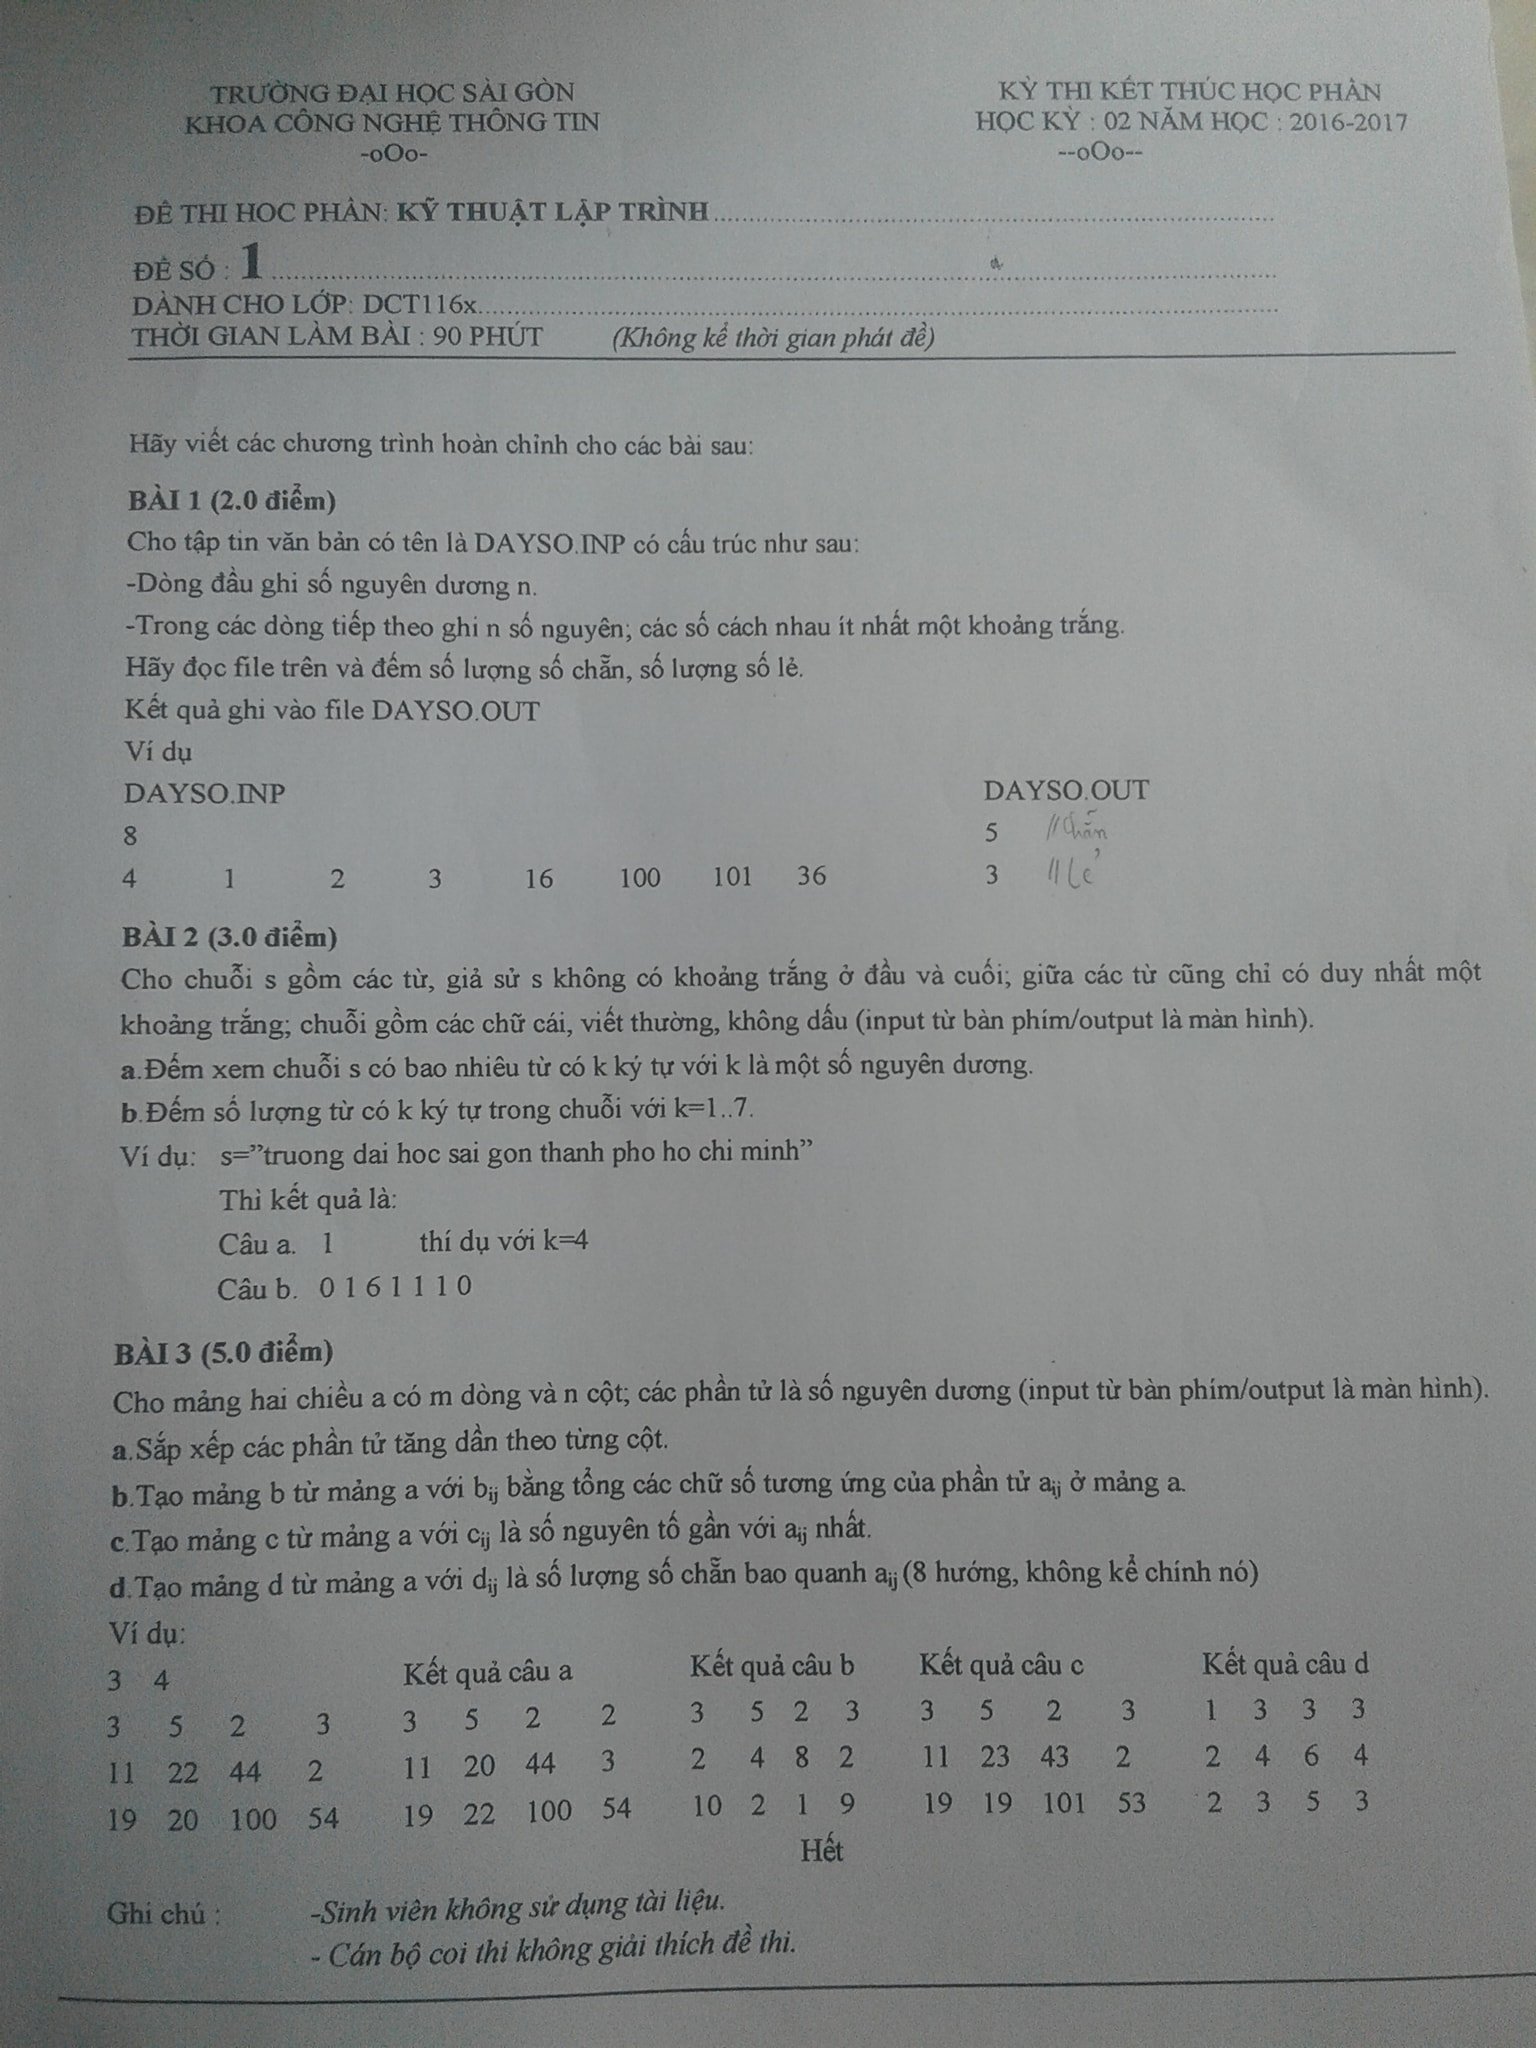 TRƯỜNG ĐẠI HỌC SÀI GÒN
KHOA CÔNG NGHỆ THÔNG TIN
-oOo-
KỲ THI KẾT THÚC HỌC PHẦN
HỌC KỲ : 02 NĂM HỌC : 2016-2017
--oOo--
ĐỀ THI HOC PHẦN: KỸ THUẬT LẬP TRÌNH
ĐỀ SỐ : 1
DÀNH CHO LỚP: DCT116x
THỜI GIAN LÀM BÀI : 90 PHÚT (Không kể thời gian phát đề)
Hãy viết các chương trình hoàn chỉnh cho các bài sau:
BÀI 1 (2.0 điểm)
Cho tập tin văn bản có tên là DAYSO.INP có cấu trúc như sau:
-Dòng đầu ghi số nguyên dương n.
-Trong các dòng tiếp theo ghi n số nguyên; các số cách nhau ít nhất một khoảng trắng.
Hãy đọc file trên và đếm số lượng số chẵn, số lượng số lẻ.
Kết quả ghi vào file DAYSO.OUT
Ví dụ
DAYSO.INP DAYSO.OUT
8 5 //Chẵn
4 1 2 3 16 100 101 36 3 //Lẻ
BÀI 2 (3.0 điểm)
Cho chuỗi s gồm các từ, giả sử s không có khoảng trắng ở đầu và cuối; giữa các từ cũng chỉ có duy nhất một
khoảng trắng; chuỗi gồm các chữ cái, viết thường, không dấu (input từ bàn phím/output là màn hình).
a.Đếm xem chuỗi s có bao nhiêu từ có k ký tự với k là một số nguyên dương.
b.Đếm số lượng từ có k ký tự trong chuỗi với k=1..7.
Ví dụ: s=”truong dai hoc sai gon thanh pho ho chi minh”
Thì kết quả là:
Câu a. 1 thí dụ với k=4
Câu b. 0 1 6 1 1 1 0
BÀI 3 (5.0 điểm)
Cho mảng hai chiều a có m dòng và n cột; các phần tử là số nguyên dương (input từ bàn phím/output là màn hình).
a.Sắp xếp các phần tử tăng dần theo từng cột.
b.Tạo mảng b từ mảng a với bij bằng tổng các chữ số tương ứng của phần tử aij ở mảng a.
c.Tạo mảng c từ mảng a với cij là số nguyên tố gần với aij nhất.
d.Tạo mảng d từ mảng a với dij là số lượng số chẵn bao quanh aij (8 hướng, không kể chính nó)
Ví dụ:
3 4 Kết quả câu a Kết quả câu b Kết quả câu c Kết quả câu d
3 5 2 3 3 5 2 2 3 5 2 3 3 5 2 3 1 3 3 3
11 22 44 2 11 20 44 3 2 4 8 2 11 23 43 2 2 4 6 4
19 20 100 54 19 22 100 54 10 2 1 9 19 19 101 53 2 3 5 3
Hết
Ghi chú : -Sinh viên không sử dụng tài liệu.
- Cán bộ coi thi không giải thích đề thi.